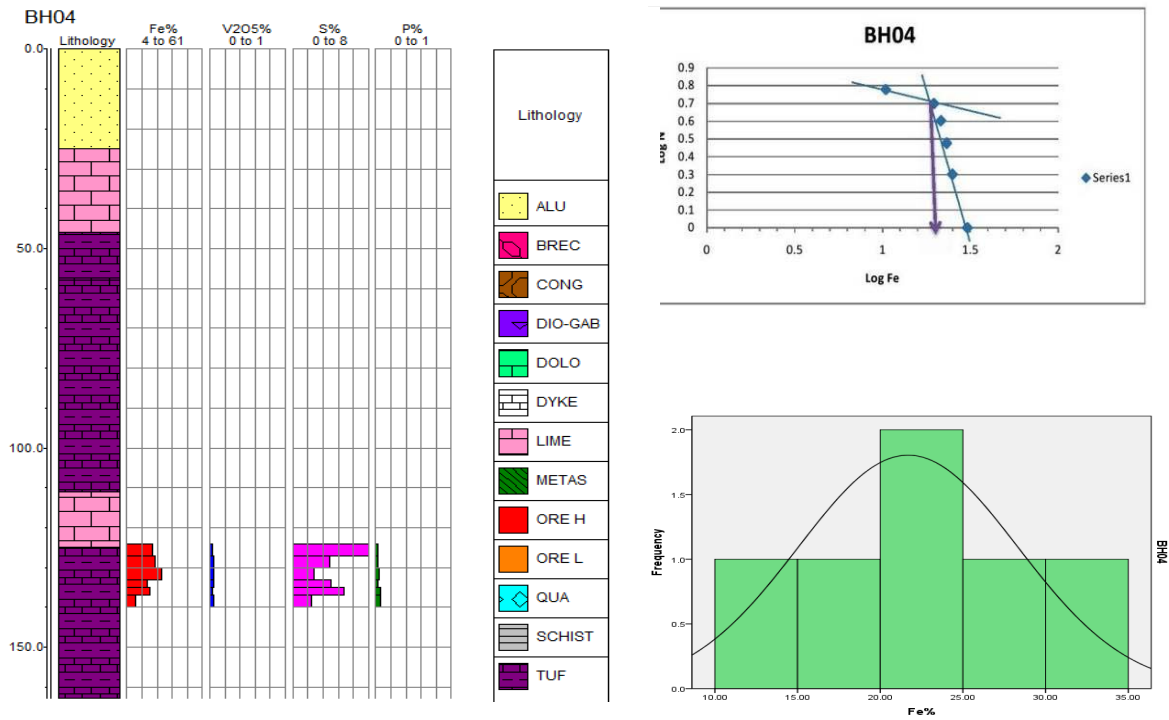 BH04
Lithology
Fe%
4 to 61
V2O5%
0 to 1
S%
0 to 8
P%
0 to 1
0.0
50.0
100.0
150.0
Lithology
ALU
BREC
CONG
DIO-GAB
DOLO
DYKE
LIME
METAS
ORE H
ORE L
QUA
SCHIST
TUF
BH04
0.9
0.8
0.7
0.6
0.5
0.4
0.3
0.2
0.1
0
0 0.5 1 1.5 2
Log N
Log Fe
Series1
2.0
1.5
1.0
0.5
0.0
Frequency
10.00 15.00 20.00 25.00 30.00 35.00
Fe%
BH04